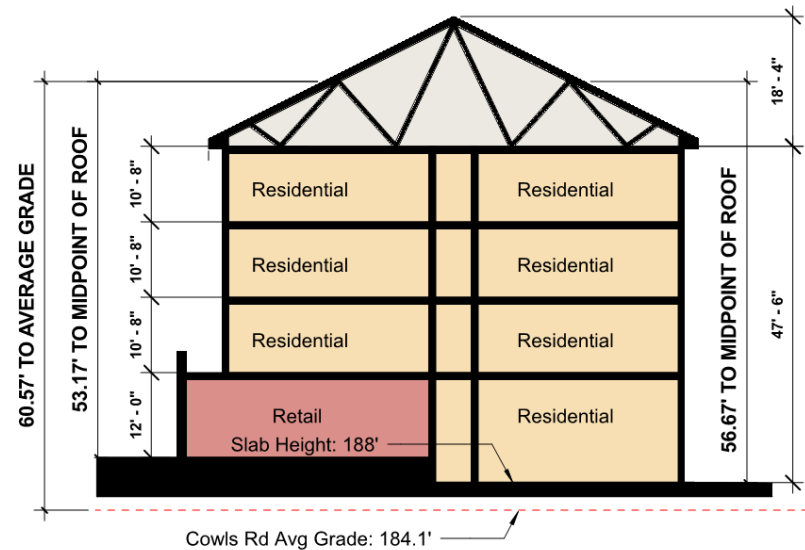 18' - 4"
60.57' TO AVERAGE GRADE
53.17' TO MIDPOINT OF ROOF
10' - 8"
Residential
Residential
56.67' TO MIDPOINT OF ROOF
10' - 8"
Residential
Residential
47' - 6"
10' - 8"
Residential
Residential
12' - 0"
Retail
Residential
Slab Height: 188'
Cowls Rd Avg Grade: 184.1'